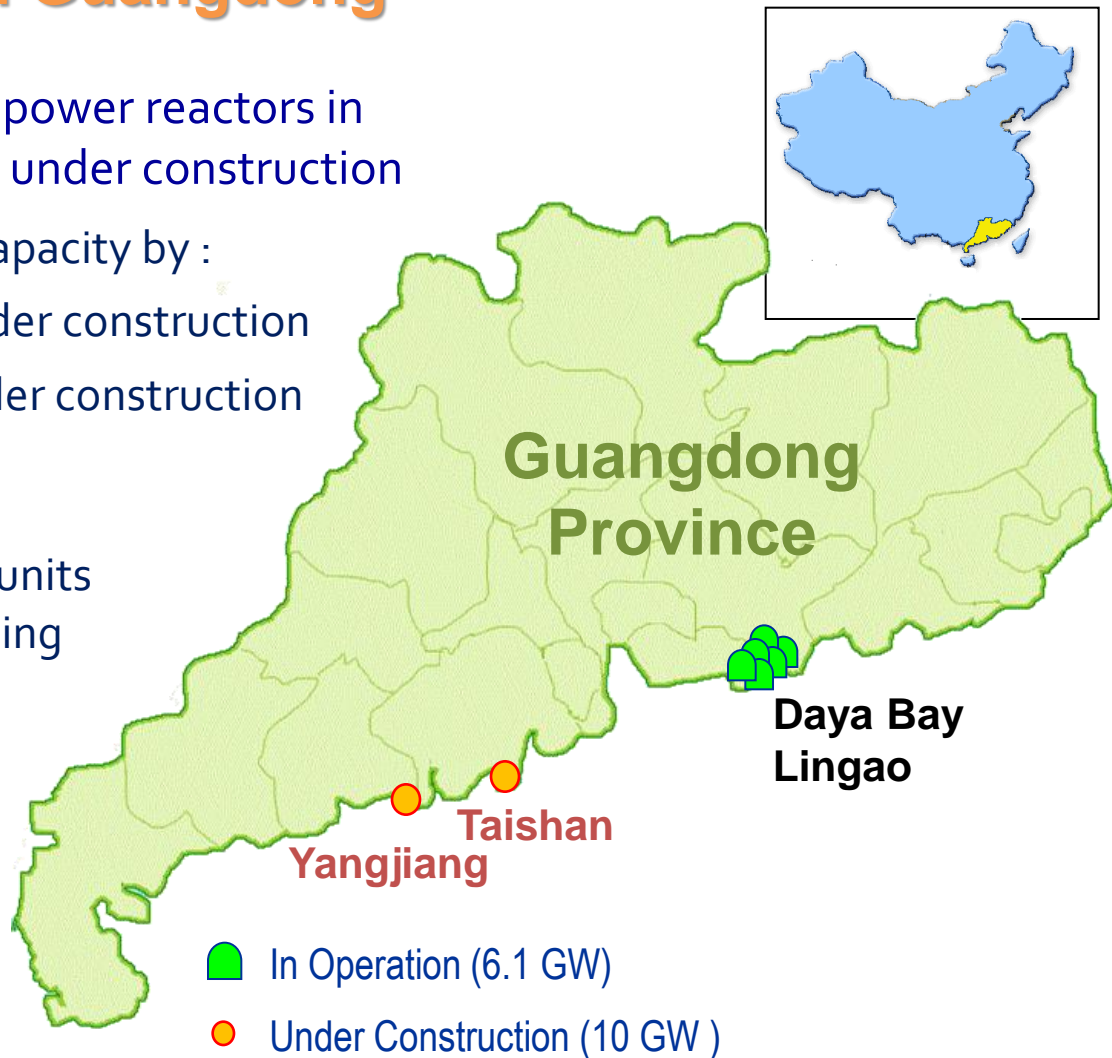 Guangdong
power reactors in
under construction
apacity by :
der construction
der construction
units
ing
Guangdong
Province
Daya Bay
Lingao
Taishan
Yangjiang
In Operation (6.1 GW)
Under Construction (10 GW )